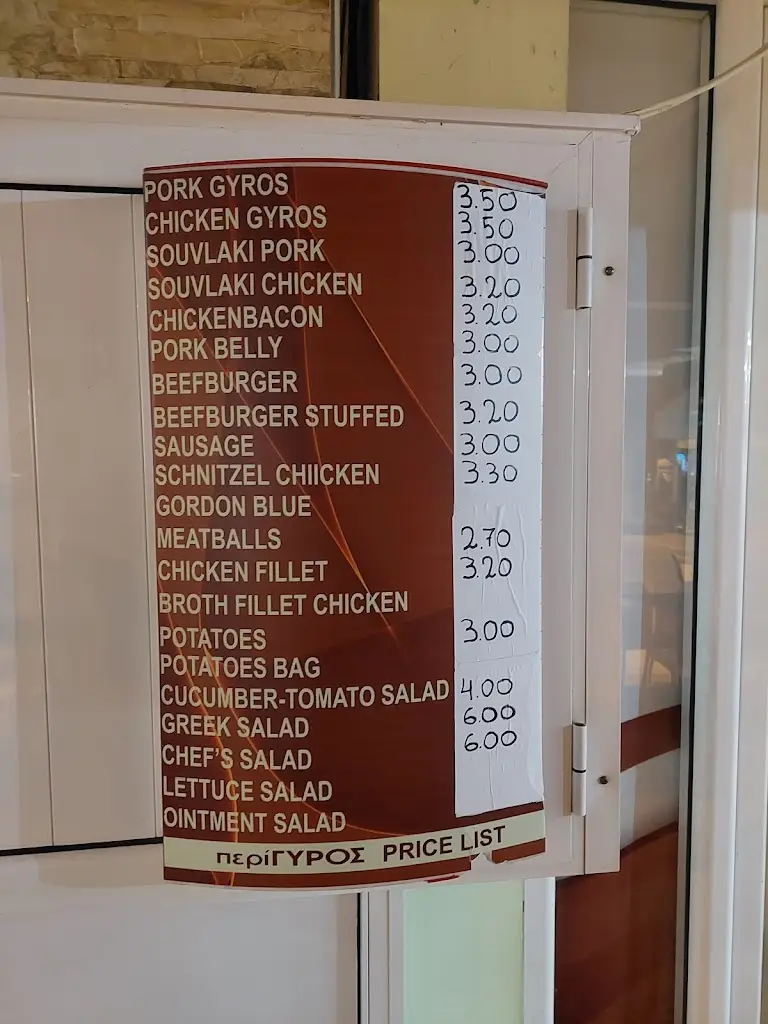 PORK GYROS 3.50
CHICKEN GYROS 3.50
SOUVLAKI PORK 3.00
SOUVLAKI CHICKEN 3.20
CHICKENBACON 3.20
PORK BELLY 3.00
BEEFBURGER 3.00
BEEFBURGER STUFFED 3.20
SAUSAGE 3.00
SCHNITZEL CHIICKEN 3.30
GORDON BLUE
MEATBALLS 2.70
CHICKEN FILLET 3.20
BROTH FILLET CHICKEN
POTATOES 3.00
POTATOES BAG
CUCUMBER-TOMATO SALAD 4.00
GREEK SALAD 6.00
CHEF'S SALAD 6.00
LETTUCE SALAD
OINTMENT SALAD
περίΓΥΡΟΣ PRICE LIST